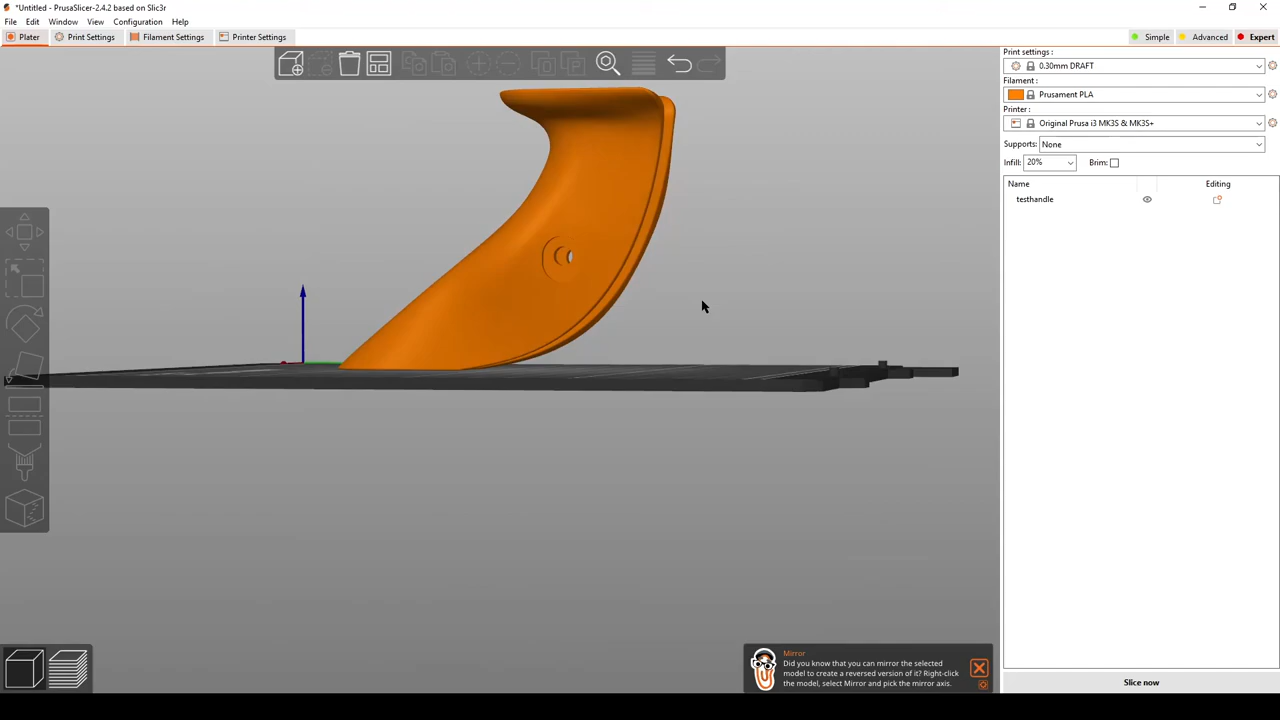 *Untitled - PrusaSlicer-2.4.2 based on Slic3r
File Edit Window View Configuration Help
Plater Print Settings Filament Settings Printer Settings
Simple Advanced Expert
Print settings :
0.30mm DRAFT
Filament :
Prusament PLA
Printer :
Original Prusa i3 MK3S & MK3S+
Supports: None
Infill: 20% Brim:
Name Editing
testhandle
Mirror
Did you know that you can mirror the selected
model to create a reversed version of it? Right-click
the model, select Mirror and pick the mirror axis.
Slice now